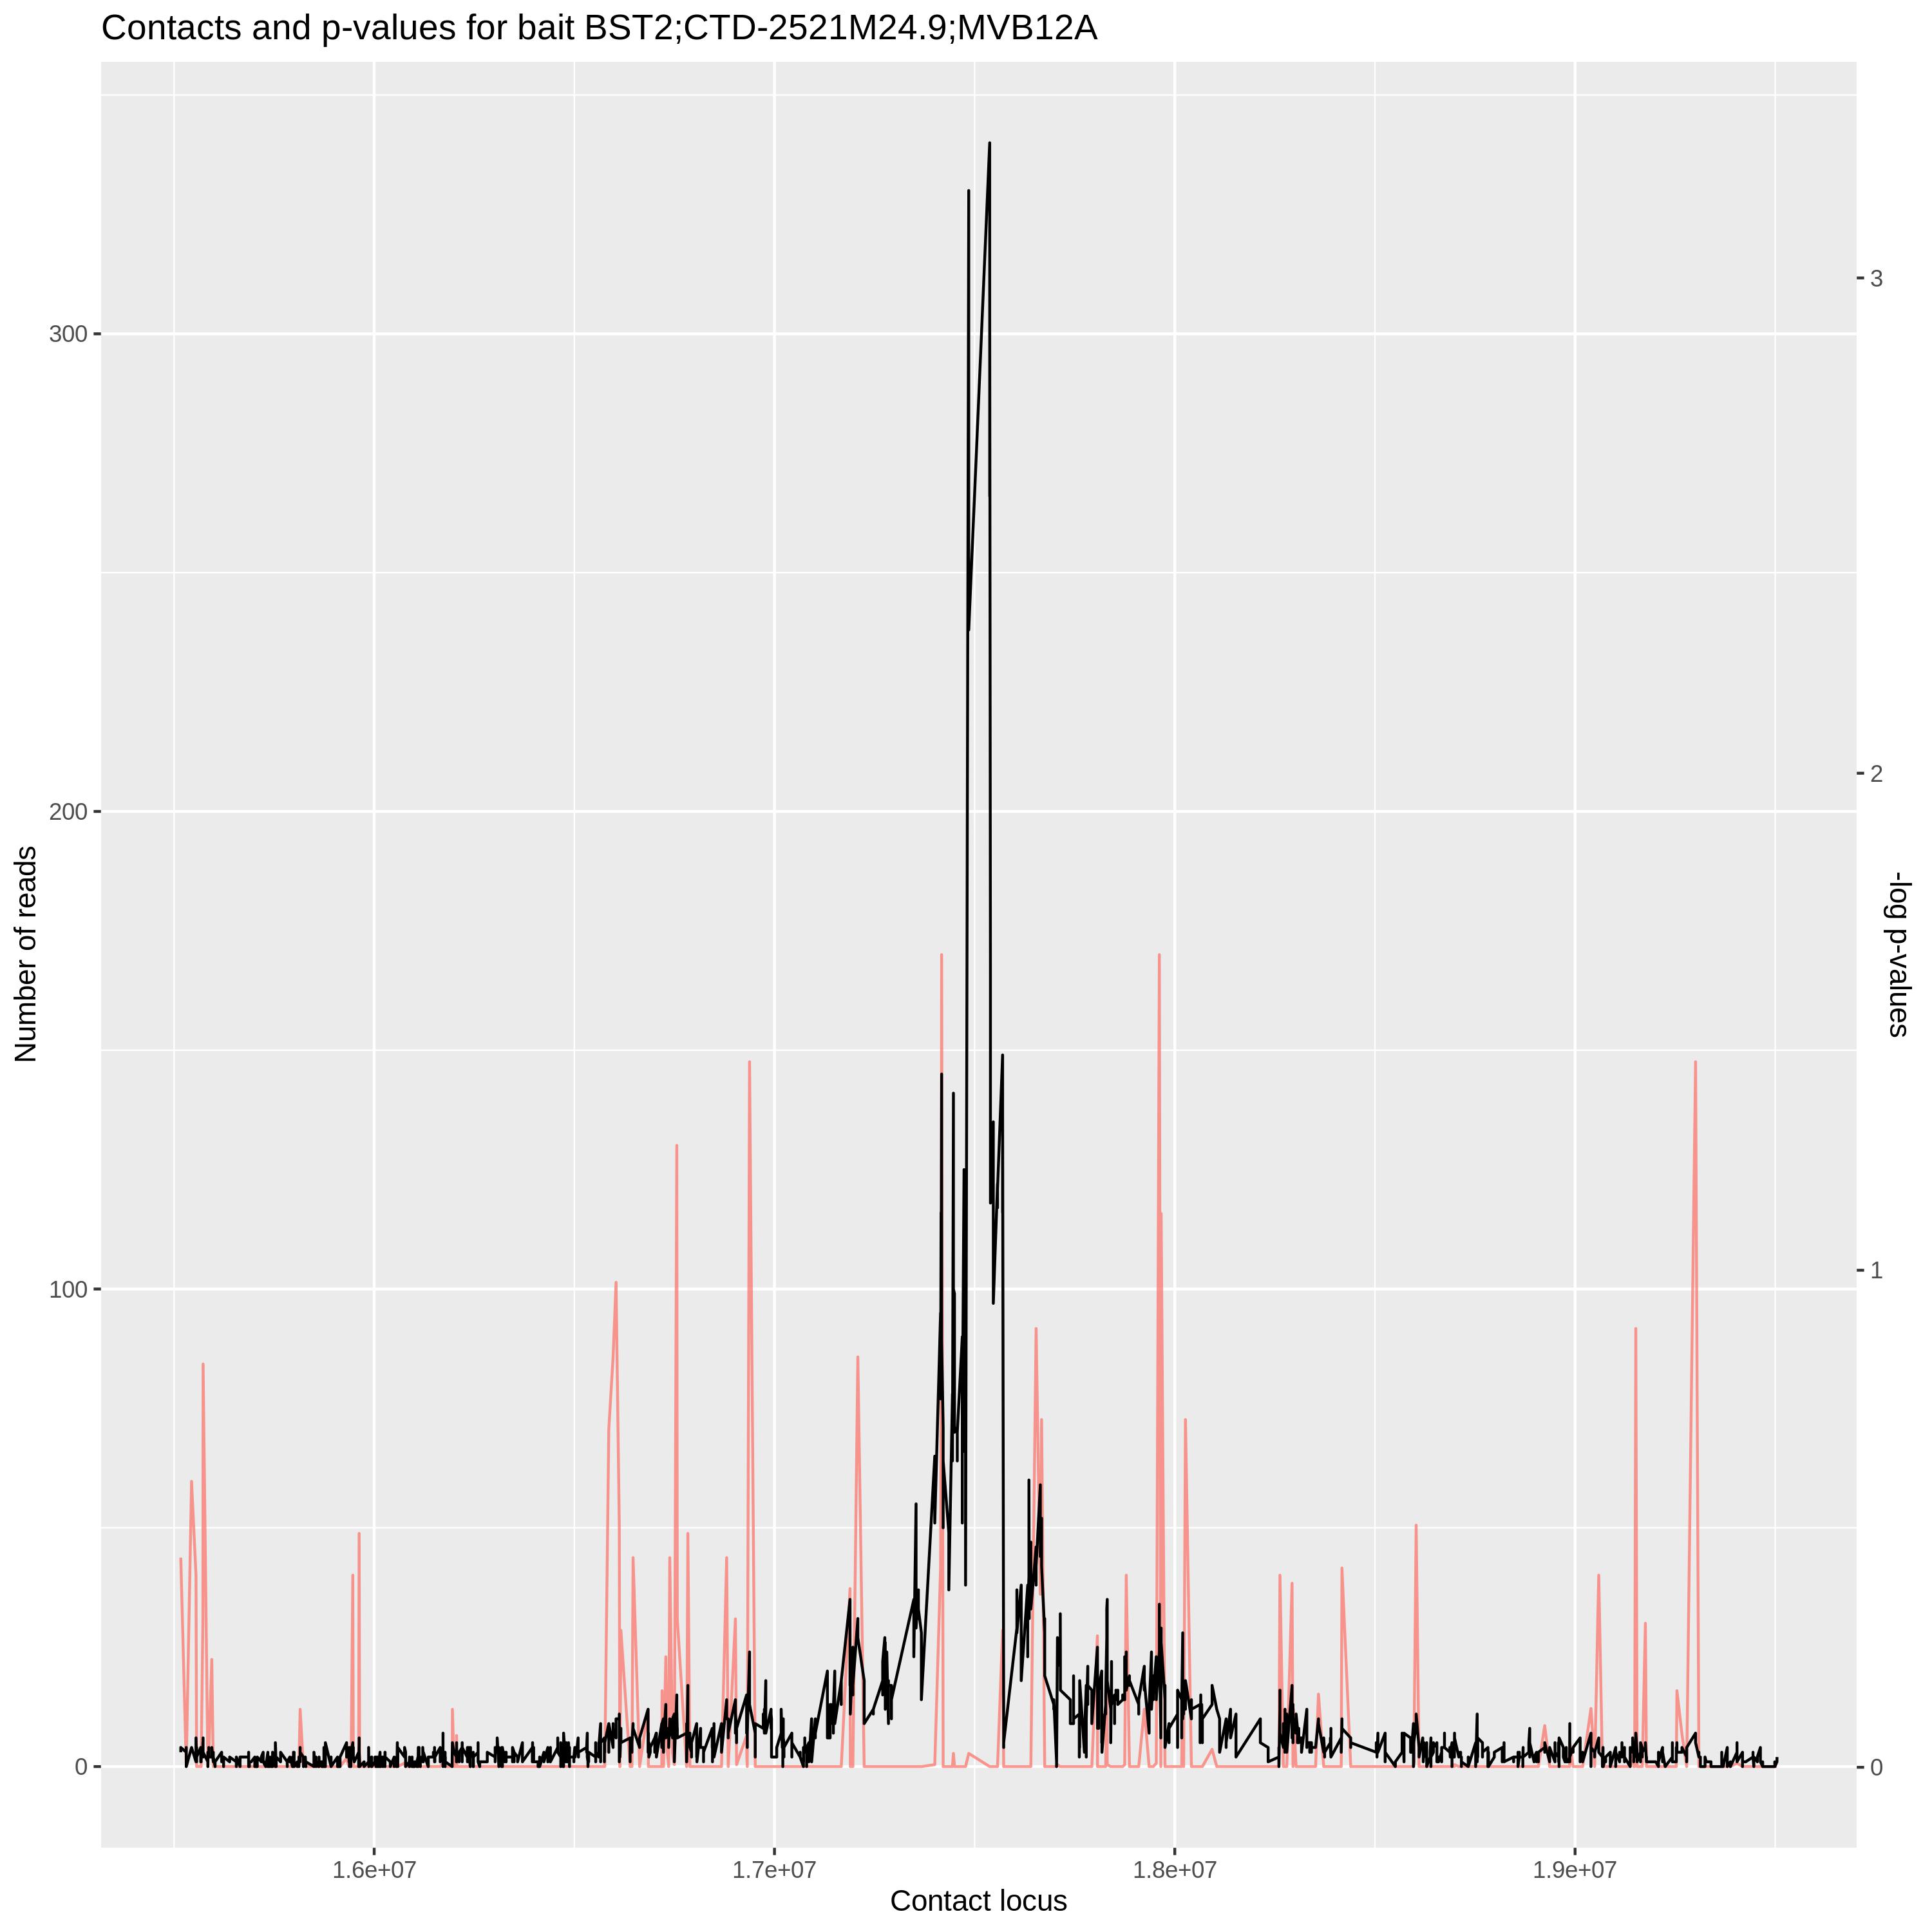 Contacts and p-values for bait BST2;CTD-2521M24.9;MVB12A
Number of reads
300
200
100
0
3
2
1
0
-log p-values
1.6e+07
1.7e+07
1.8e+07
1.9e+07
Contact locus